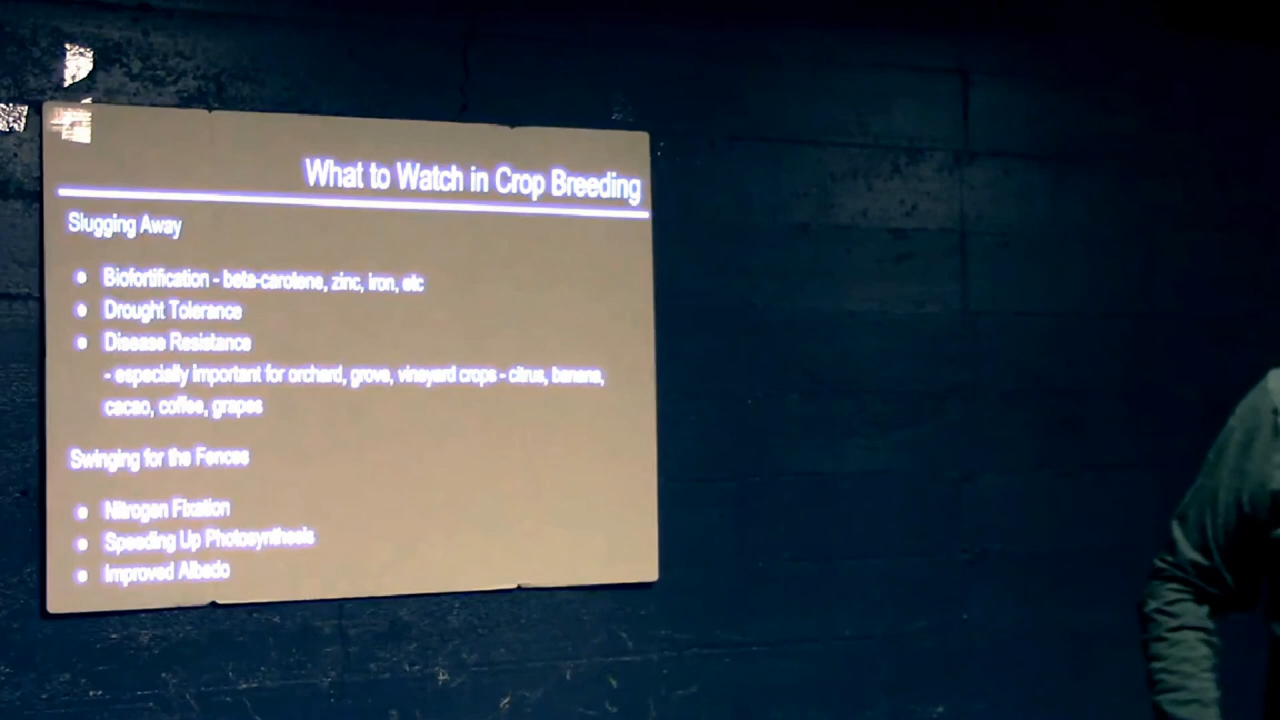 What to Watch in Crop Breeding
Slugging Away
• Biofortification - beta-carotene, zinc, iron, etc
• Drought Tolerance
• Disease Resistance
- especially important for orchard, grove, vineyard crops - citrus, banana,
cacao, coffee, grapes
Swinging for the Fences
• Nitrogen Fixation
• Speeding Up Photosynthesis
• Improved Albedo